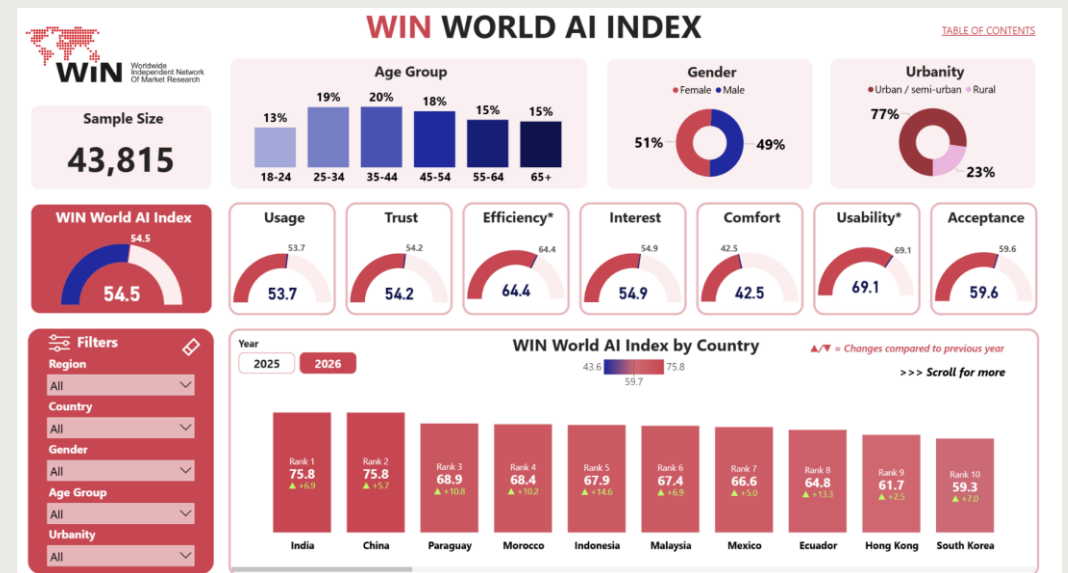 WIN WORLD AI INDEX
TABLE OF CONTENTS
WIN
Worldwide
Independent Network
Of Market Research
Sample Size
43,815
Age Group
13%
19%
20%
18%
15%
15%
18-24
25-34
35-44
45-54
55-64
65+
Gender
Female
Male
51%
49%
Urbanity
Urban / semi-urban
Rural
77%
23%
WIN World AI Index
54.5
54.5
Usage
53.7
53.7
Trust
54.2
54.2
Efficiency*
64.4
64.4
Interest
54.9
54.9
Comfort
42.5
42.5
Usability*
69.1
69.1
Acceptance
59.6
59.6
Filters
Region
All
Country
All
Gender
All
Age Group
All
Urbanity
All
Year
2025
2026
WIN World AI Index by Country
43.6
75.8
59.7
▲/▼ = Changes compared to previous year
>>> Scroll for more
Rank 1
75.8
▲ +6.9
India
Rank 2
75.8
▲ +5.7
China
Rank 3
68.9
▲ +10.8
Paraguay
Rank 4
68.4
▲ +10.2
Morocco
Rank 5
67.9
▲ +14.6
Indonesia
Rank 6
67.4
▲ +6.9
Malaysia
Rank 7
66.6
▲ +5.0
Mexico
Rank 8
64.8
▲ +13.3
Ecuador
Rank 9
61.7
▲ +2.5
Hong Kong
Rank 10
59.3
▲ +7.0
South Korea